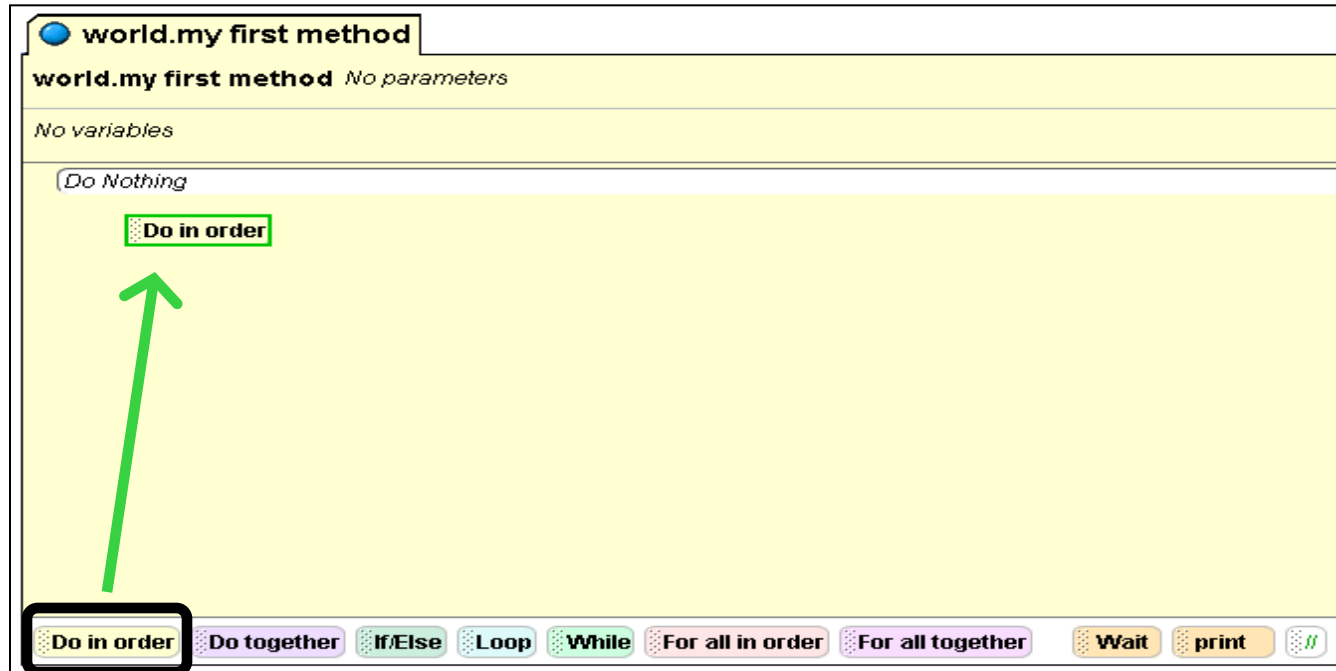 world.my first method
world.my first method No parameters
No variables
Do Nothing
Do in order
Do in order Do together If/Else Loop While For all in order For all together Wait print //